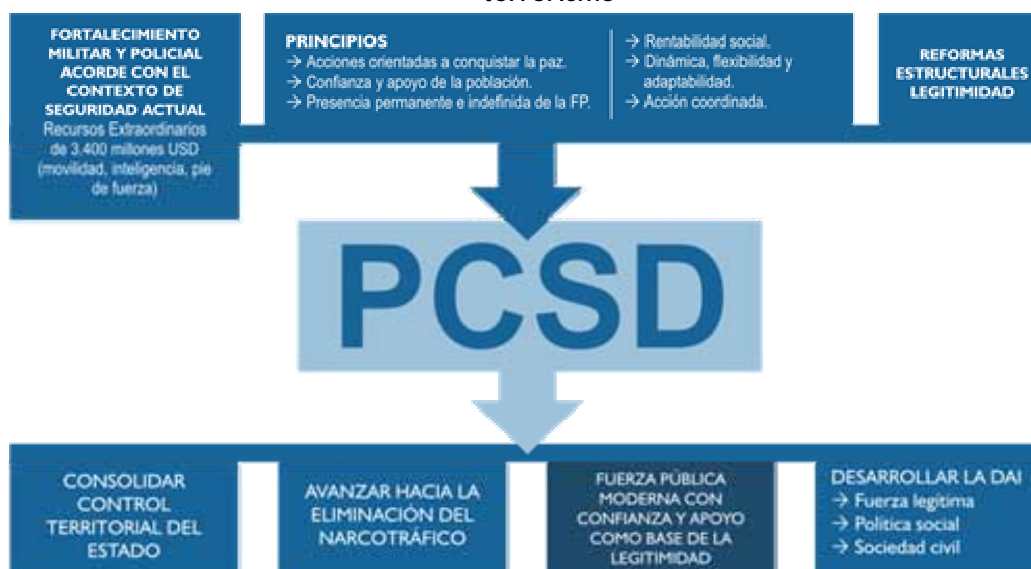 FORTALECIMIENTO
MILITAR Y POLICIAL
ACORDE CON EL
CONTEXTO DE
SEGURIDAD ACTUAL
Recursos Extraordinarios
de 3.400 millones USD
(movilidad, inteligencia, pie
de fuerza)
PRINCIPIOS
→ Acciones orientadas a conquistar la paz.
→ Confianza y apoyo de la población.
→ Presencia permanente e indefinida de la FP.
→ Rentabilidad social.
→ Dinámica, flexibilidad y
adaptabilidad.
→ Acción coordinada.
REFORMAS
ESTRUCTURALES
LEGITIMIDAD
PCSD
CONSOLIDAR
CONTROL
TERRITORIAL DEL
ESTADO
AVANZAR HACIA LA
ELIMINACIÓN DEL
NARCOTRÁFICO
FUERZA PÚBLICA
MODERNA CON
CONFIANZA Y APOYO
COMO BASE DE LA
LEGITIMIDAD
DESARROLLAR LA DAI
→ Fuerza legítima
→ Política social
→ Sociedad civil